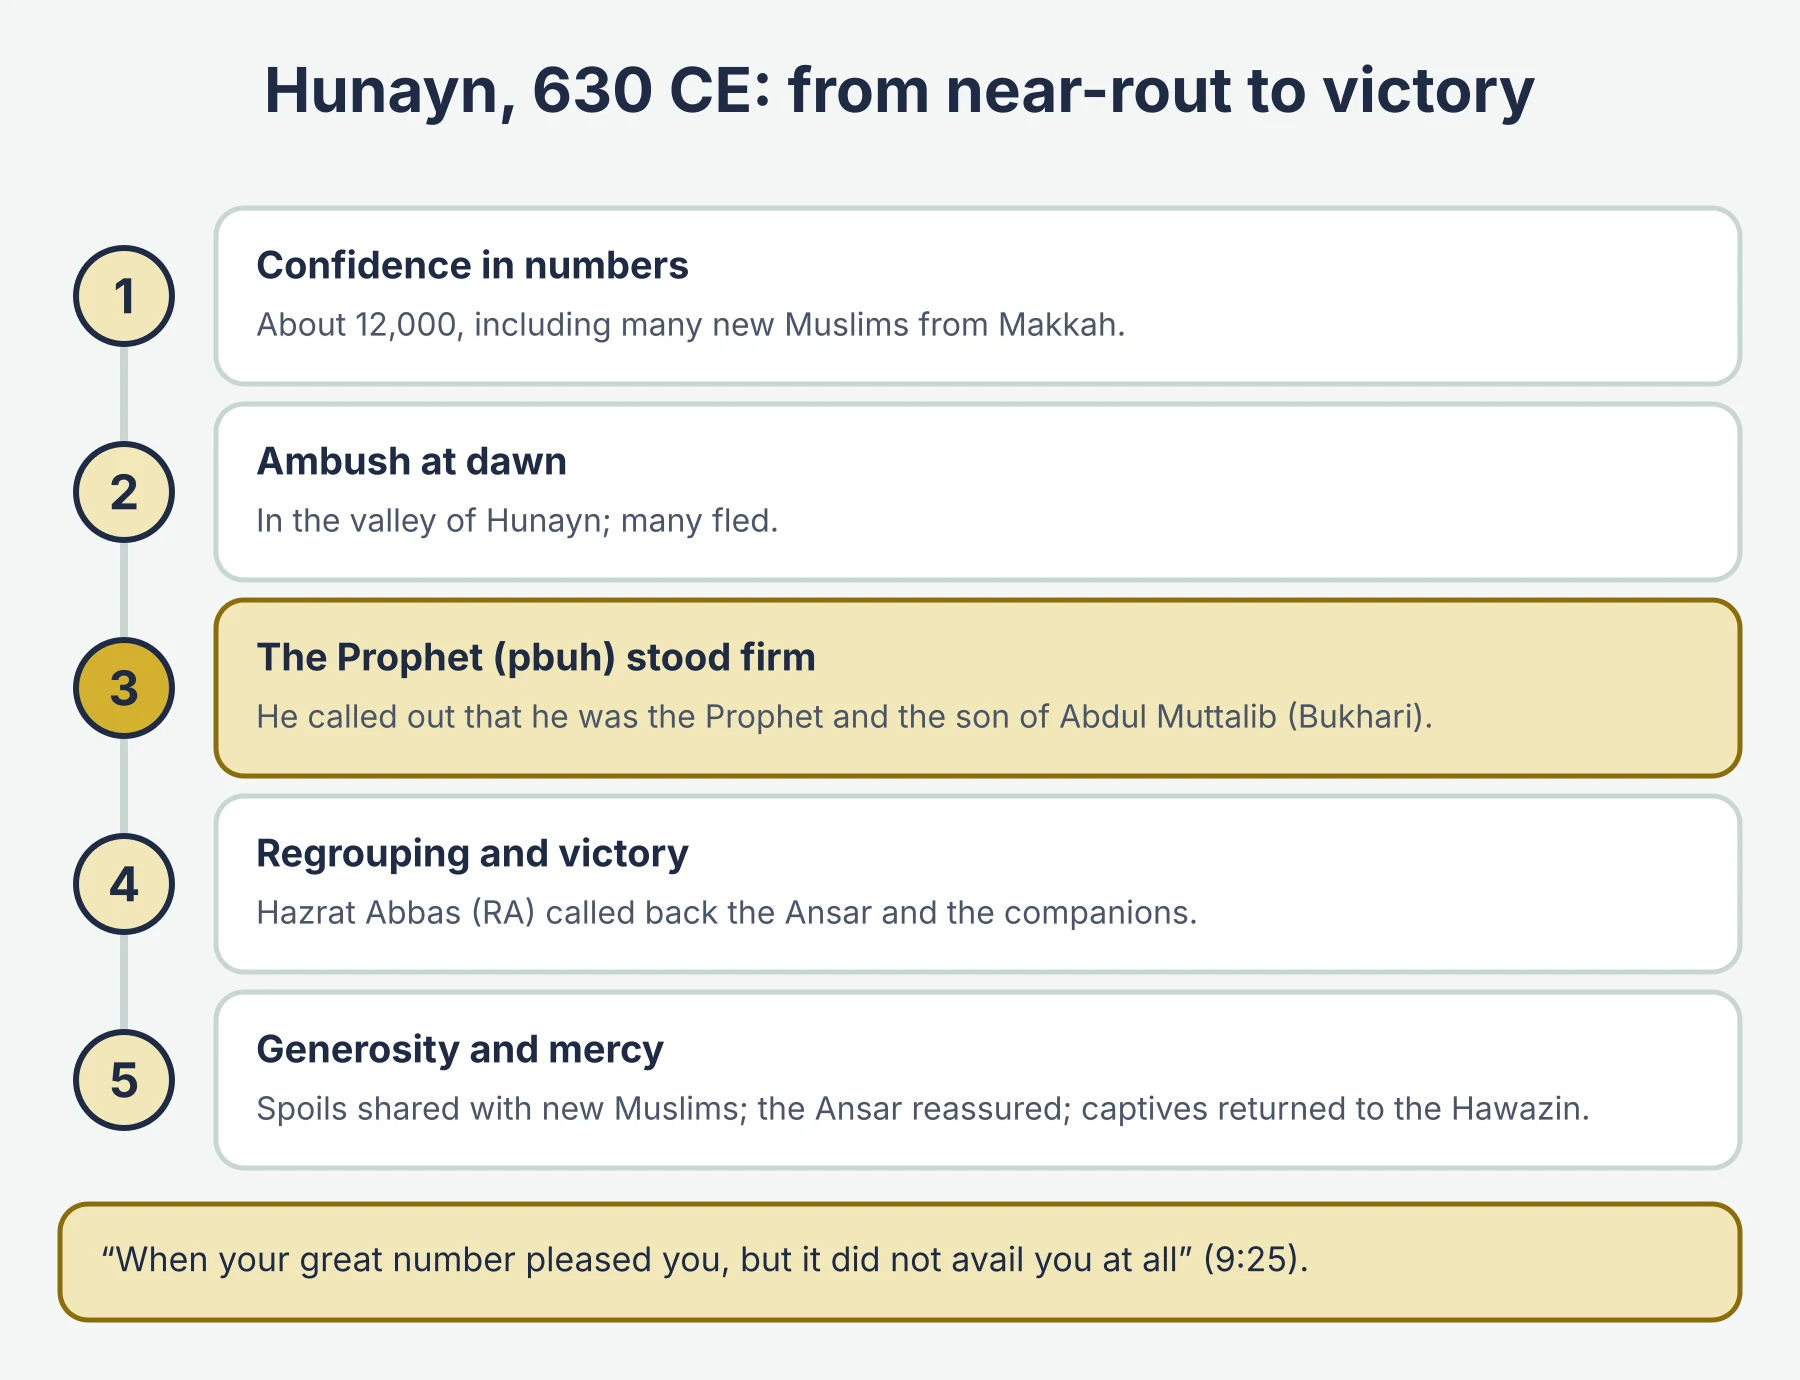 Hunayn, 630 CE: from near-rout to victory
1
Confidence in numbers
About 12,000, including many new Muslims from Makkah.
2
Ambush at dawn
In the valley of Hunayn; many fled.
3
The Prophet (pbuh) stood firm
He called out that he was the Prophet and the son of Abdul Muttalib (Bukhari).
4
Regrouping and victory
Hazrat Abbas (RA) called back the Ansar and the companions.
5
Generosity and mercy
Spoils shared with new Muslims; the Ansar reassured; captives returned to the Hawazin.
“When your great number pleased you, but it did not avail you at all” (9:25).